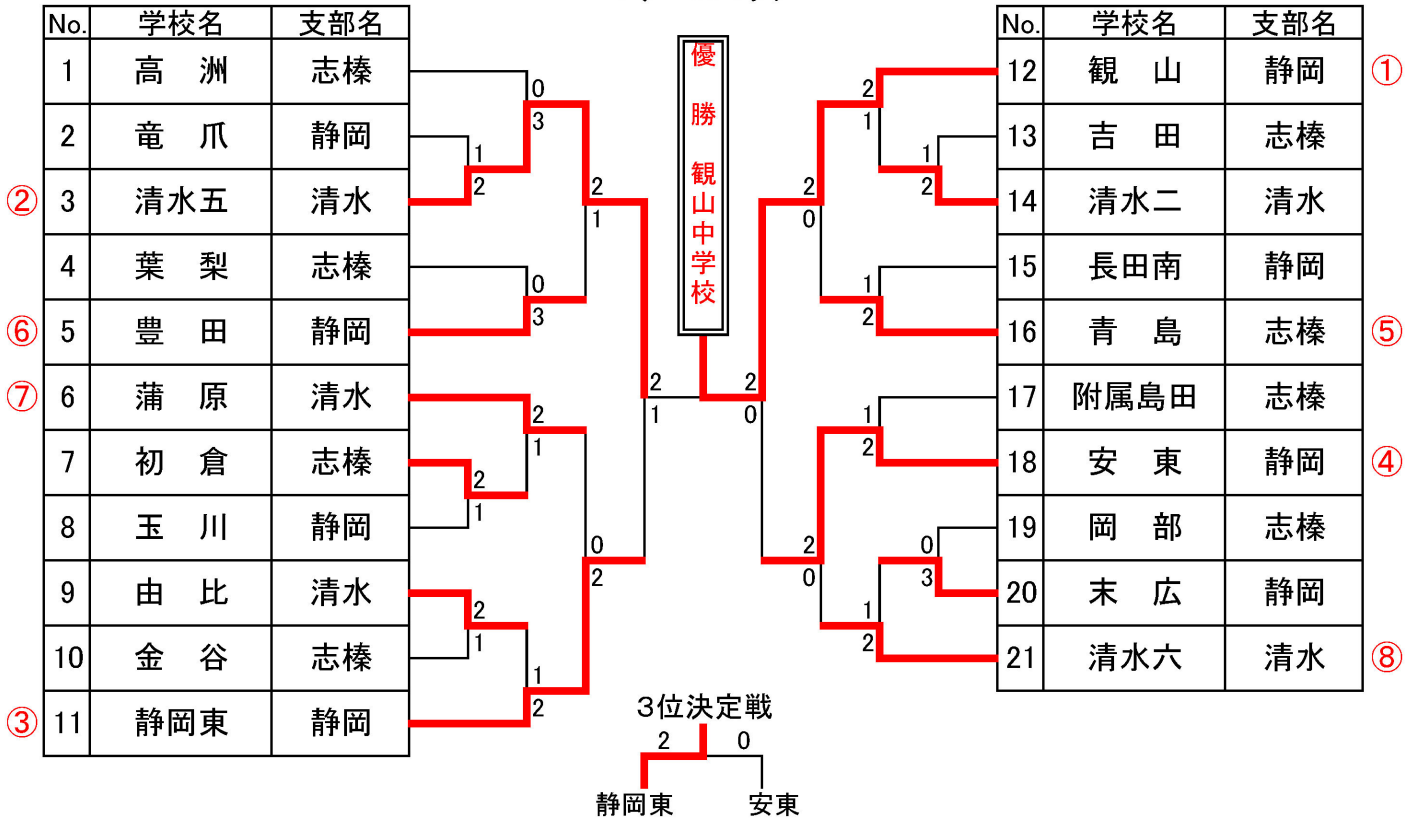 No. 学校名 支部名
1 高 洲 志榛
2 竜 爪 静岡
② 3 清水五 清水
4 葉 梨 志榛
⑥ 5 豊 田 静岡
⑦ 6 蒲 原 清水
7 初 倉 志榛
8 玉 川 静岡
9 由 比 清水
10 金 谷 志榛
③ 11 静岡東 静岡
0
3
1
2
2
1
0
3
2
1
2
1
0
2
2
1
1
2
2
1
優勝 観山中学校
2
0
2
1
1
2
2
0
1
2
1
2
2
0
0
3
1
2
No. 学校名 支部名
12 観 山 静岡 ①
13 吉 田 志榛
14 清水二 清水
15 長田南 静岡
16 青 島 志榛 ⑤
17 附属島田 志榛
18 安 東 静岡 ④
19 岡 部 志榛
20 末 広 静岡
21 清水六 清水 ⑧
3位決定戦
2 0
静岡東 安東